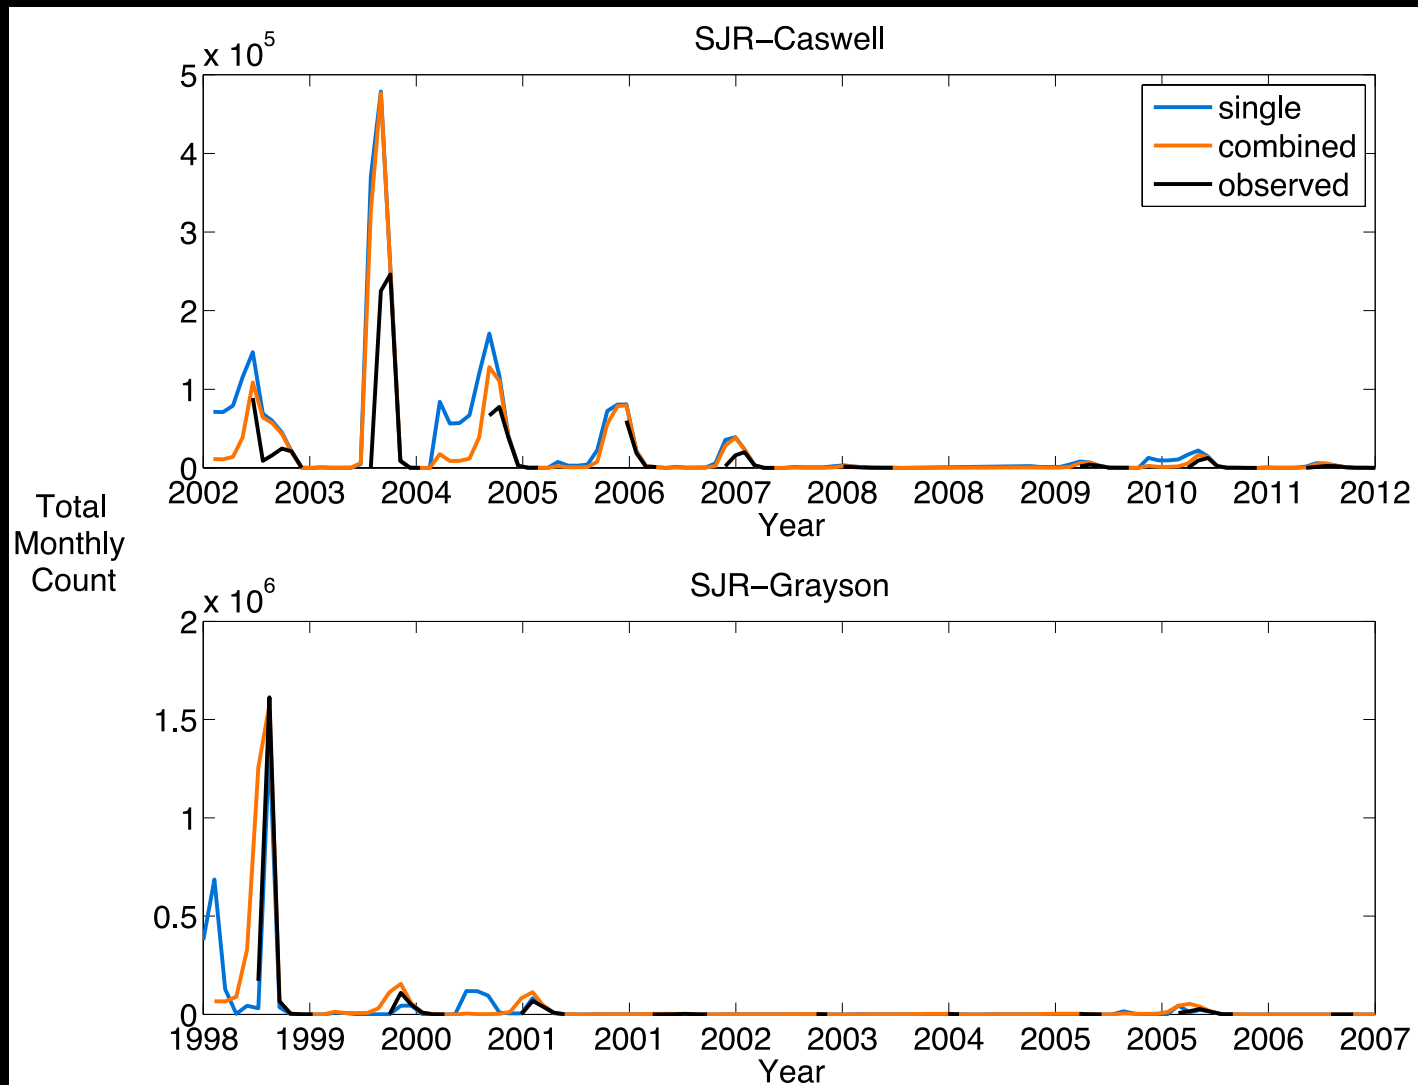 SJR−Caswell
x 10^5
5
4
3
2
1
0
single
combined
observed
2002 2003 2004 2005 2006 2007 2008 2008 2009 2010 2011 2012
Year
Total
Monthly
Count
SJR−Grayson
x 10^6
2
1.5
1
0.5
0
1998 1999 2000 2001 2001 2002 2003 2004 2005 2005 2006 2007
Year